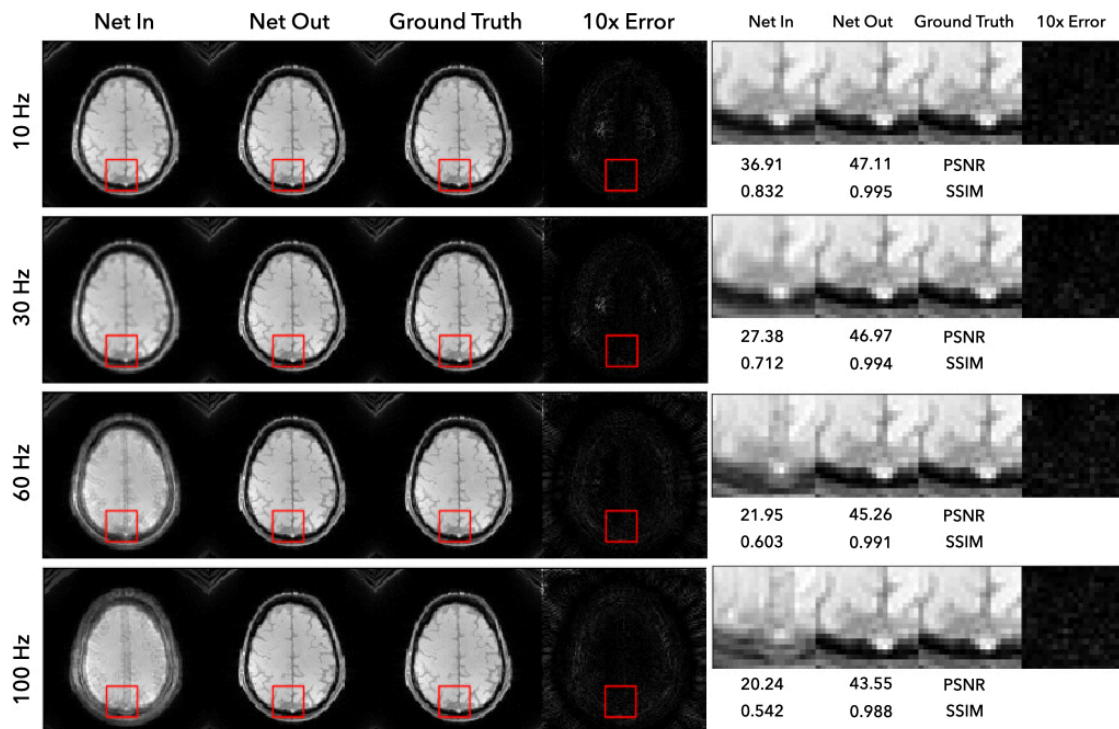 Net In Net Out Ground Truth 10x Error
Net In Net Out Ground Truth 10x Error
10 Hz
36.91 47.11 PSNR
0.832 0.995 SSIM
30 Hz
27.38 46.97 PSNR
0.712 0.994 SSIM
60 Hz
21.95 45.26 PSNR
0.603 0.991 SSIM
100 Hz
20.24 43.55 PSNR
0.542 0.988 SSIM